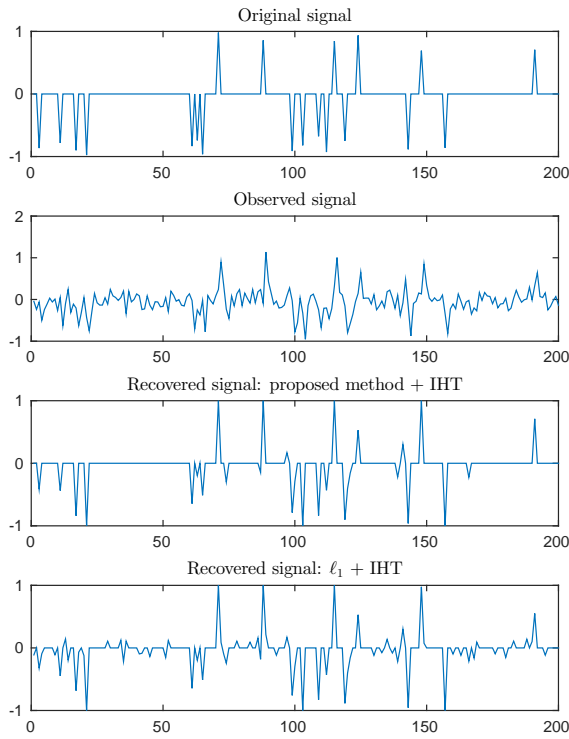 Original signal
1
0
-1
0 50 100 150 200
Observed signal
2
1
0
-1
0 50 100 150 200
Recovered signal: proposed method + IHT
1
0
-1
0 50 100 150 200
Recovered signal: ℓ₁ + IHT
1
0
-1
0 50 100 150 200